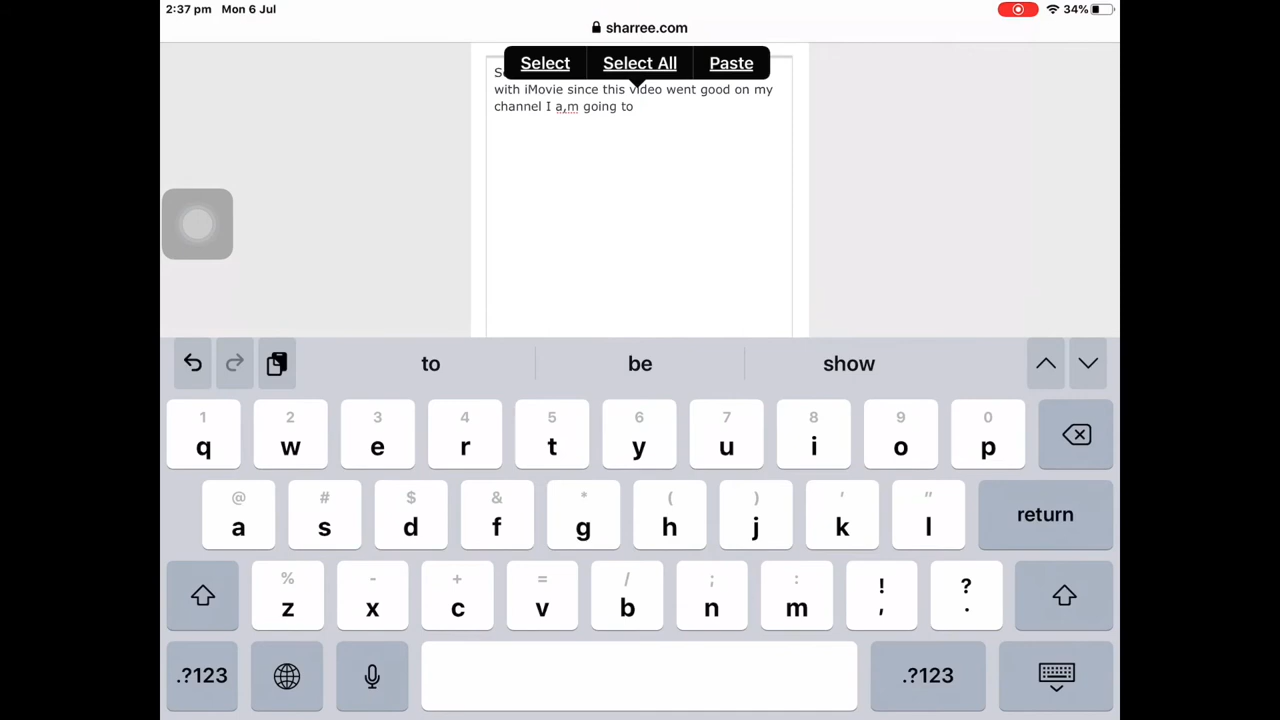 2:37 pm Mon 6 Jul 34%
sharree.com
Select Select All Paste
with iMovie since this video went good on my
channel I a,m going to
to be show
1 2 3 4 5 6 7 8 9 0
q w e r t y u i o p
@ # $ & * ( ) ' "
a s d f g h j k l return
% - + = / ; : ! ?
z x c v b n m , .
.?123 .?123